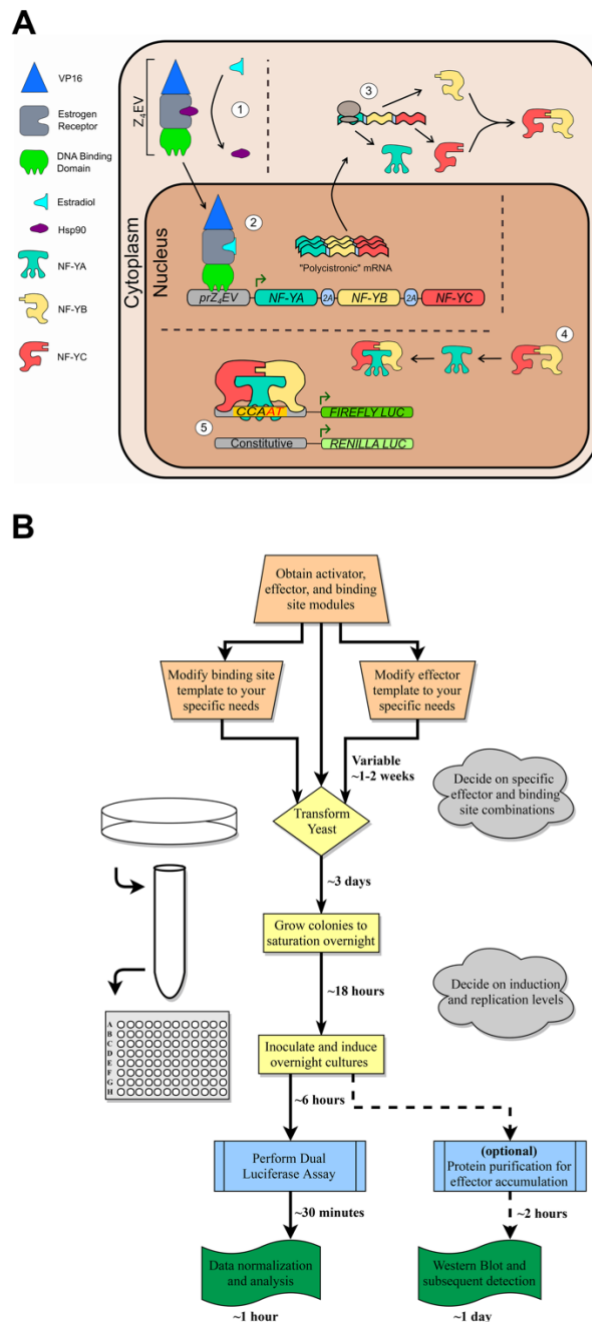 A
VP16
Estrogen
Receptor
DNA Binding
Domain
Estradiol
Hsp90
NF-YA
NF-YB
NF-YC
Z4EV
1
3
Cytoplasm
Nucleus
2
"Polycistronic" mRNA
prZ4EV
NF-YA
2A
NF-YB
2A
NF-YC
4
CCAAT
FIREFLY LUC
5
Constitutive
RENILLA LUC
B
Obtain activator,
effector, and binding
site modules
Modify binding site
template to your
specific needs
Modify effector
template to your
specific needs
Variable
~1-2 weeks
Decide on specific
effector and binding
site combinations
Transform
Yeast
~3 days
Grow colonies to
saturation overnight
~18 hours
Decide on induction
and replication levels
Inoculate and induce
overnight cultures
A
B
C
D
E
F
G
H
~6 hours
Perform Dual
Luciferase Assay
(optional)
Protein purification for
effector accumulation
~30 minutes
~2 hours
Data normalization
and analysis
Western Blot and
subsequent detection
~1 hour
~1 day